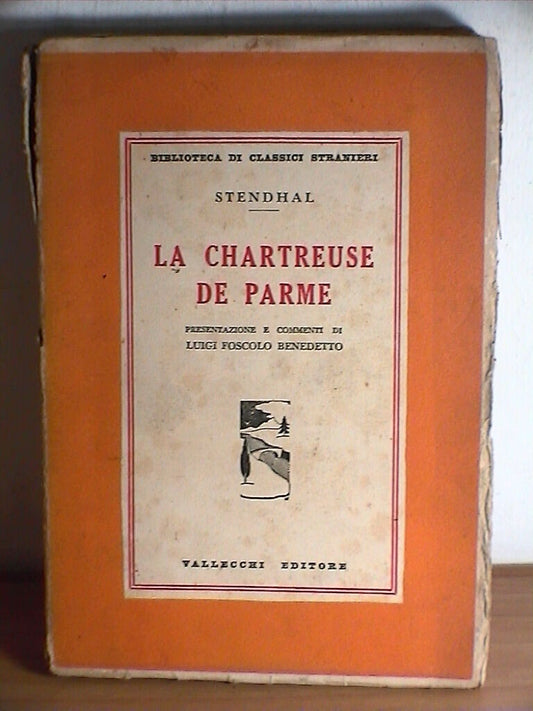 BIBLIOTECA DI CLASSICI STRANIERI
STENDHAL
LA CHARTREUSE
DE PARME
PRESENTAZIONE E COMMENTI DI
LUIGI FOSCOLO BENEDETTO
VALLECCHI EDITORE